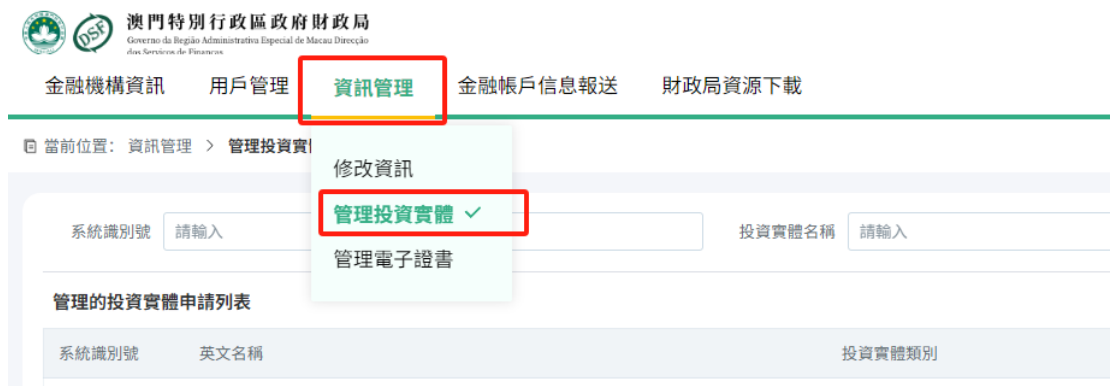 澳門特別行政區政府財政局
DSF
Governo da Região Administrativa Especial de Macau Direcção
dos Serviços de Finanças
金融機構資訊 用戶管理 資訊管理 金融帳戶信息報送 財政局資源下載
當前位置: 資訊管理 > 管理投資實
修改資訊
管理投資實體
管理電子證書
系統識別號 請輸入 投資實體名稱 請輸入
管理的投資實體申請列表
系統識別號 英文名稱 投資實體類別